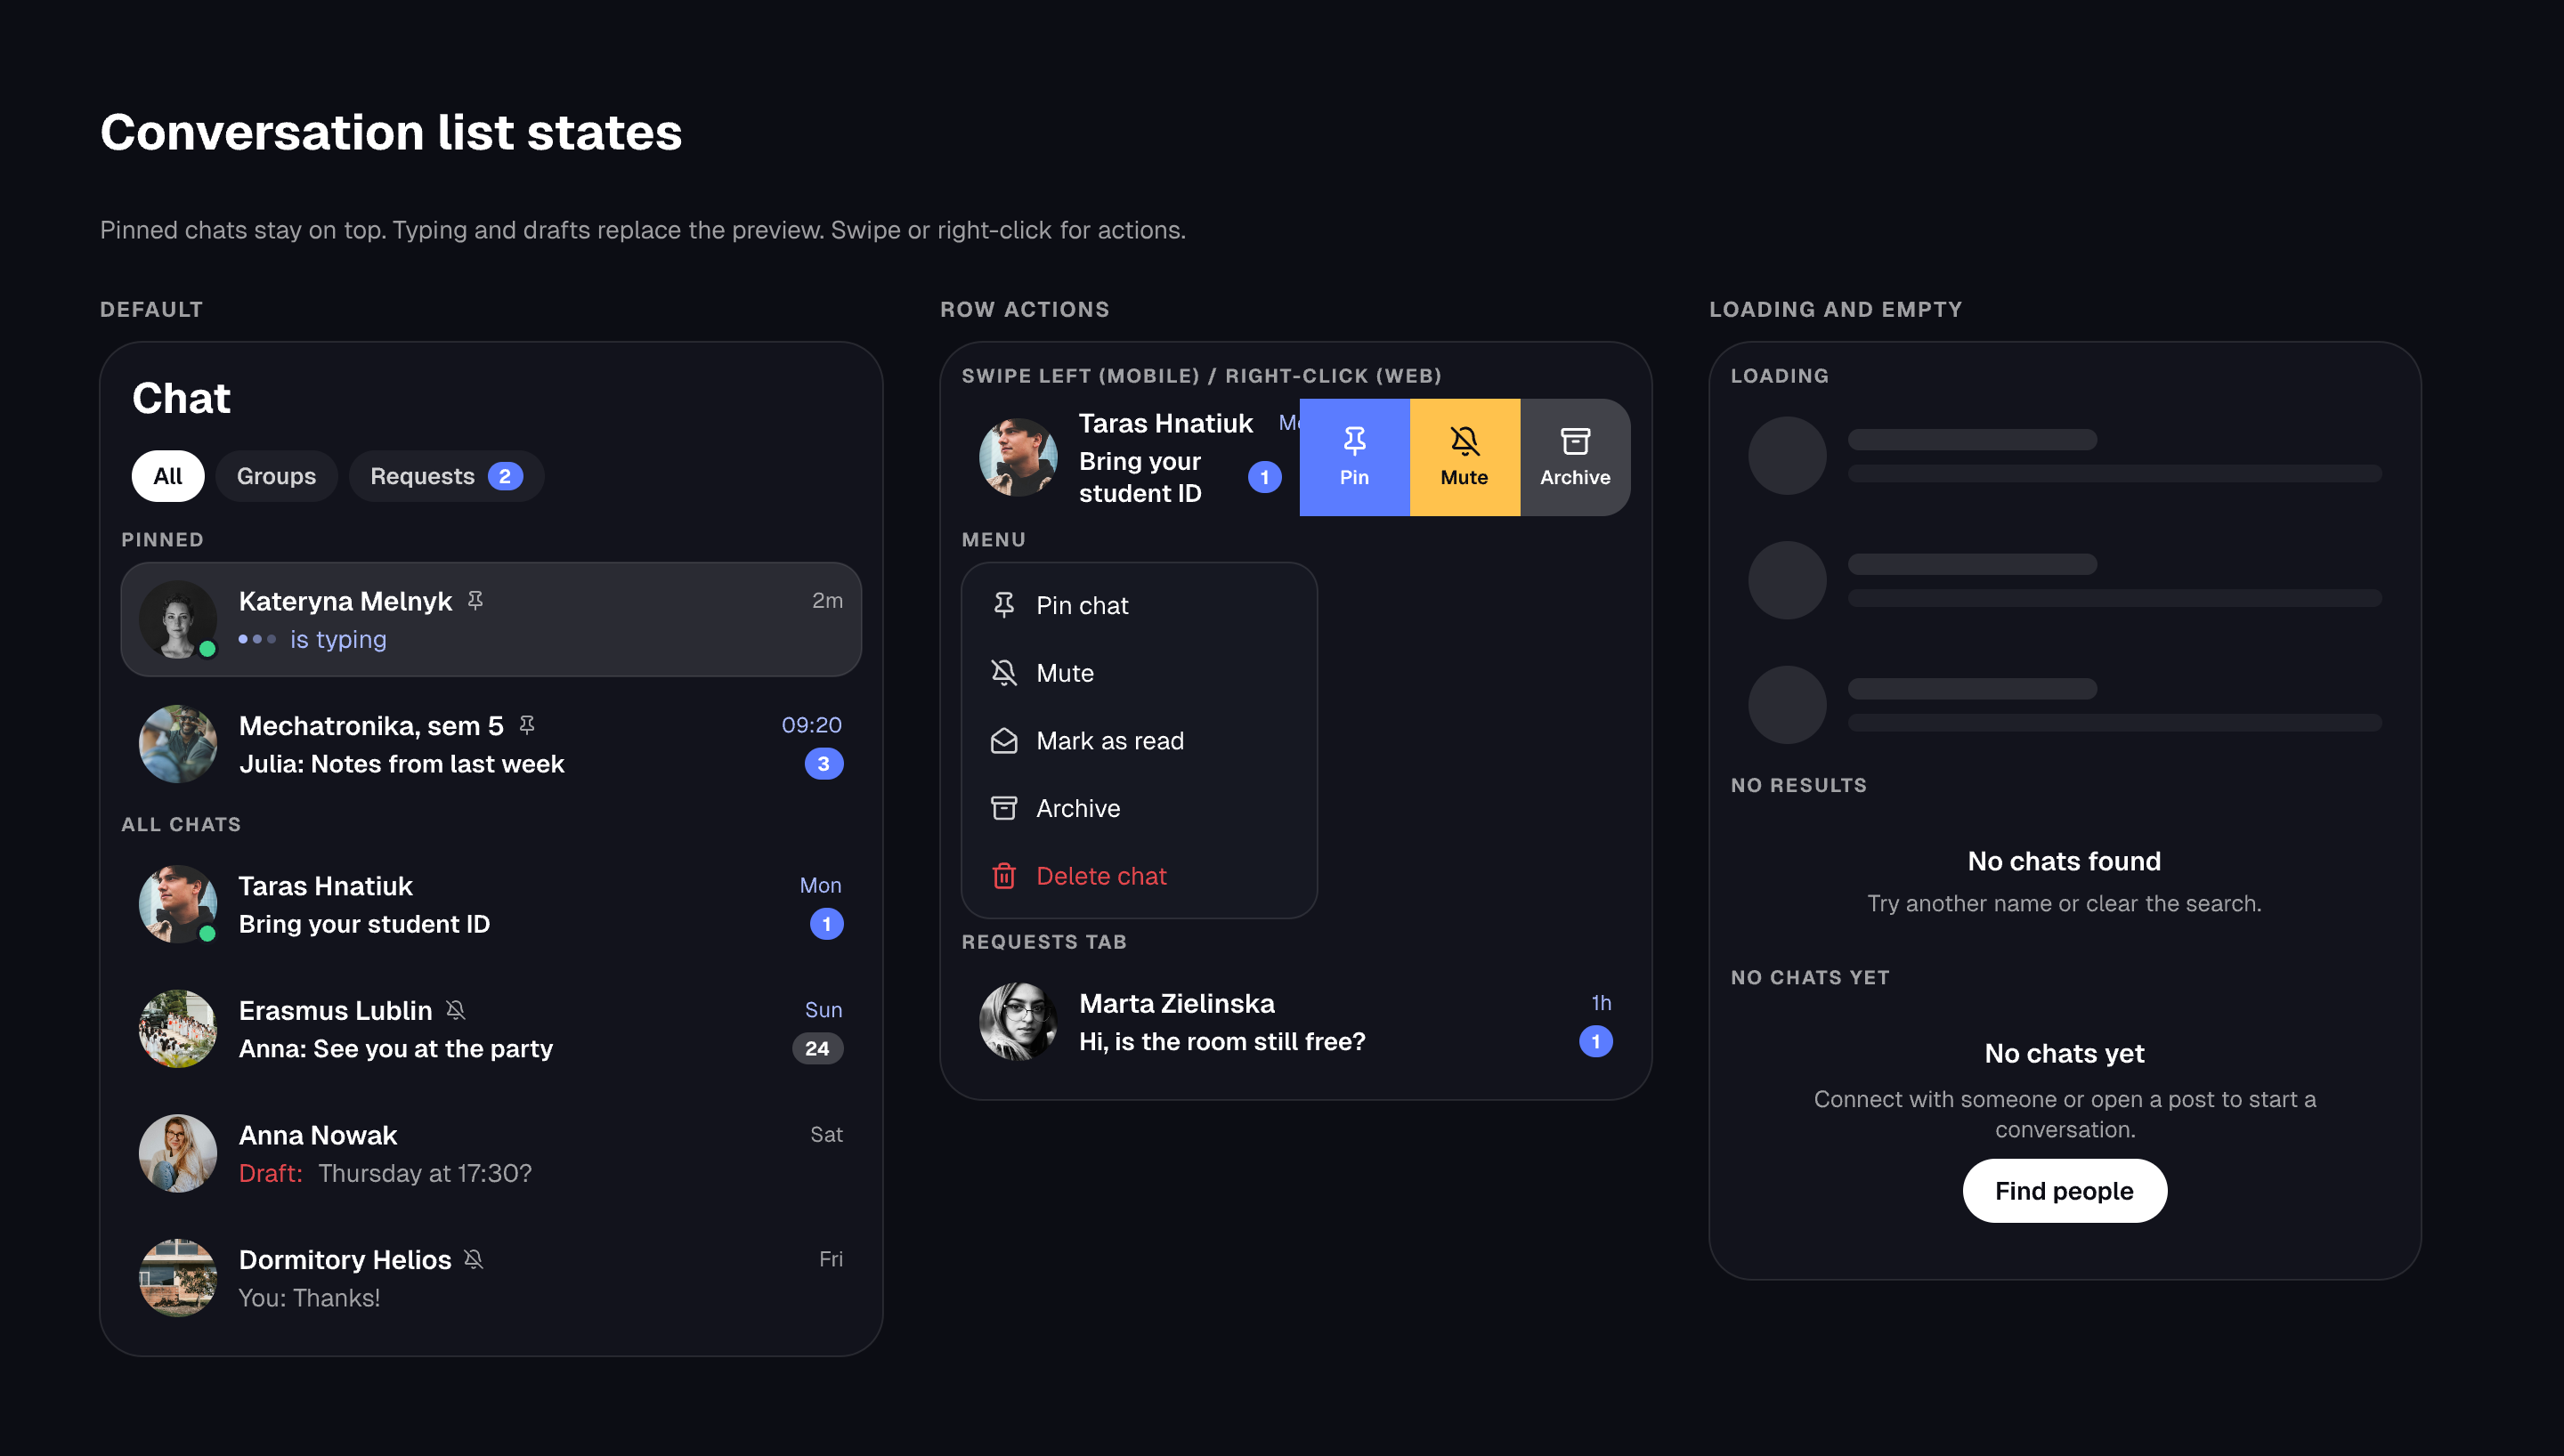 Conversation list states
Pinned chats stay on top. Typing and drafts replace the preview. Swipe or right-click for actions.
DEFAULT
Chat
All
Groups
Requests 2
PINNED
Kateryna Melnyk 2m
is typing
Mechatronika, sem 5 09:20
Julia: Notes from last week 3
ALL CHATS
Taras Hnatiuk Mon
Bring your student ID 1
Erasmus Lublin Sun
Anna: See you at the party 24
Anna Nowak Sat
Draft: Thursday at 17:30?
Dormitory Helios Fri
You: Thanks!
ROW ACTIONS
SWIPE LEFT (MOBILE) / RIGHT-CLICK (WEB)
Taras Hnatiuk
Bring your
student ID
1
Pin
Mute
Archive
MENU
Pin chat
Mute
Mark as read
Archive
Delete chat
REQUESTS TAB
Marta Zielinska 1h
Hi, is the room still free? 1
LOADING AND EMPTY
LOADING
NO RESULTS
No chats found
Try another name or clear the search.
NO CHATS YET
No chats yet
Connect with someone or open a post to start a
conversation.
Find people